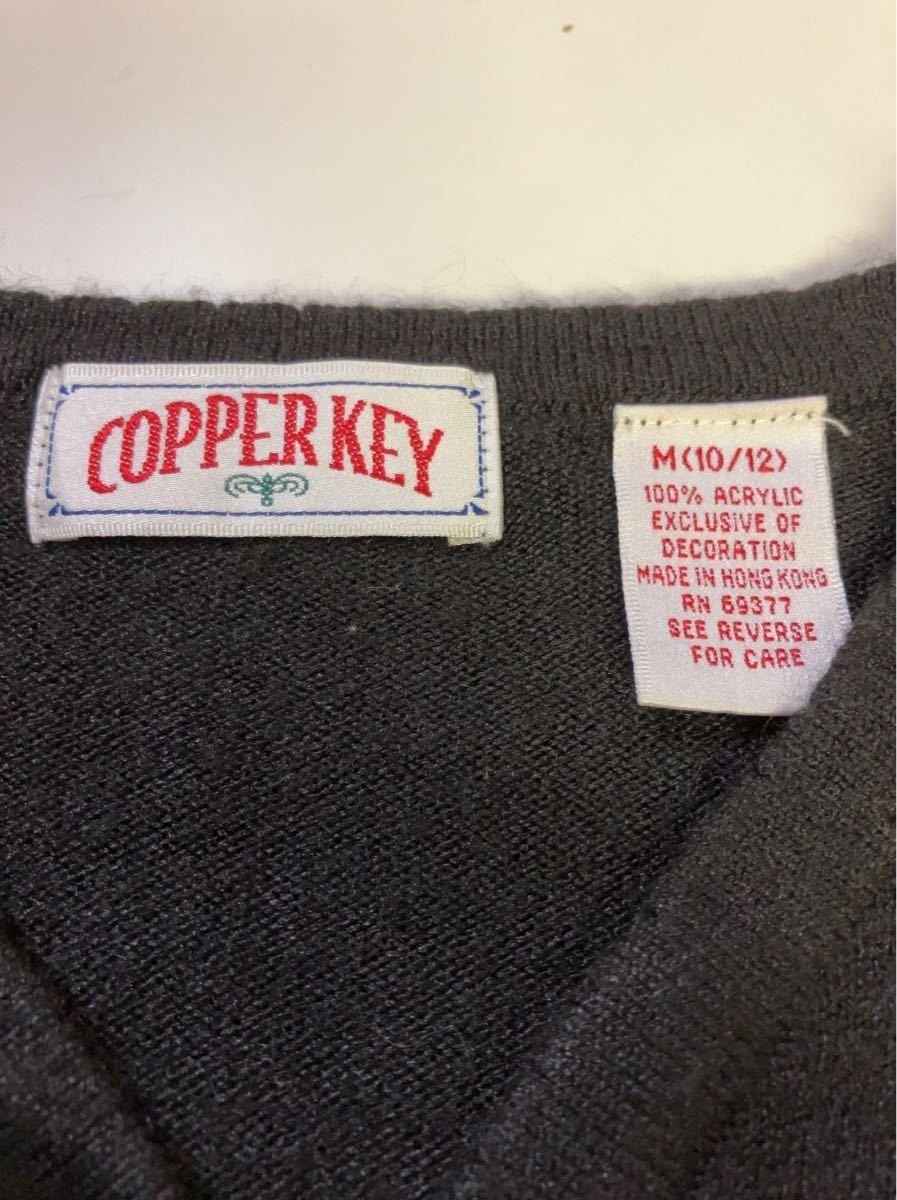 COPPER KEY
M(10/12)
100% ACRYLIC
EXCLUSIVE OF
DECORATION
MADE IN HONG KONG
RN 69377
SEE REVERSE
FOR CARE